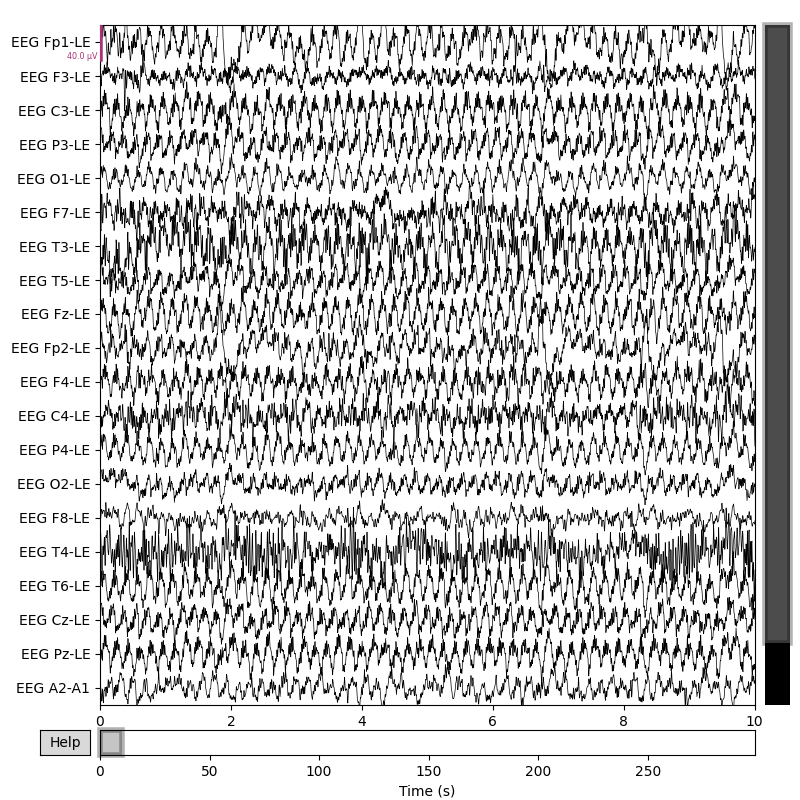 EEG Fp1-LE
40.0 µV
EEG F3-LE
EEG C3-LE
EEG P3-LE
EEG O1-LE
EEG F7-LE
EEG T3-LE
EEG T5-LE
EEG Fz-LE
EEG Fp2-LE
EEG F4-LE
EEG C4-LE
EEG P4-LE
EEG O2-LE
EEG F8-LE
EEG T4-LE
EEG T6-LE
EEG Cz-LE
EEG Pz-LE
EEG A2-A1
0 2 4 6 8 10
Help
0 50 100 150 200 250
Time (s)